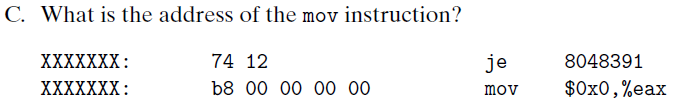 C. What is the address of the mov instruction?
XXXXXXX: 74 12 je 8048391
XXXXXXX: b8 00 00 00 00 mov $0x0,%eax